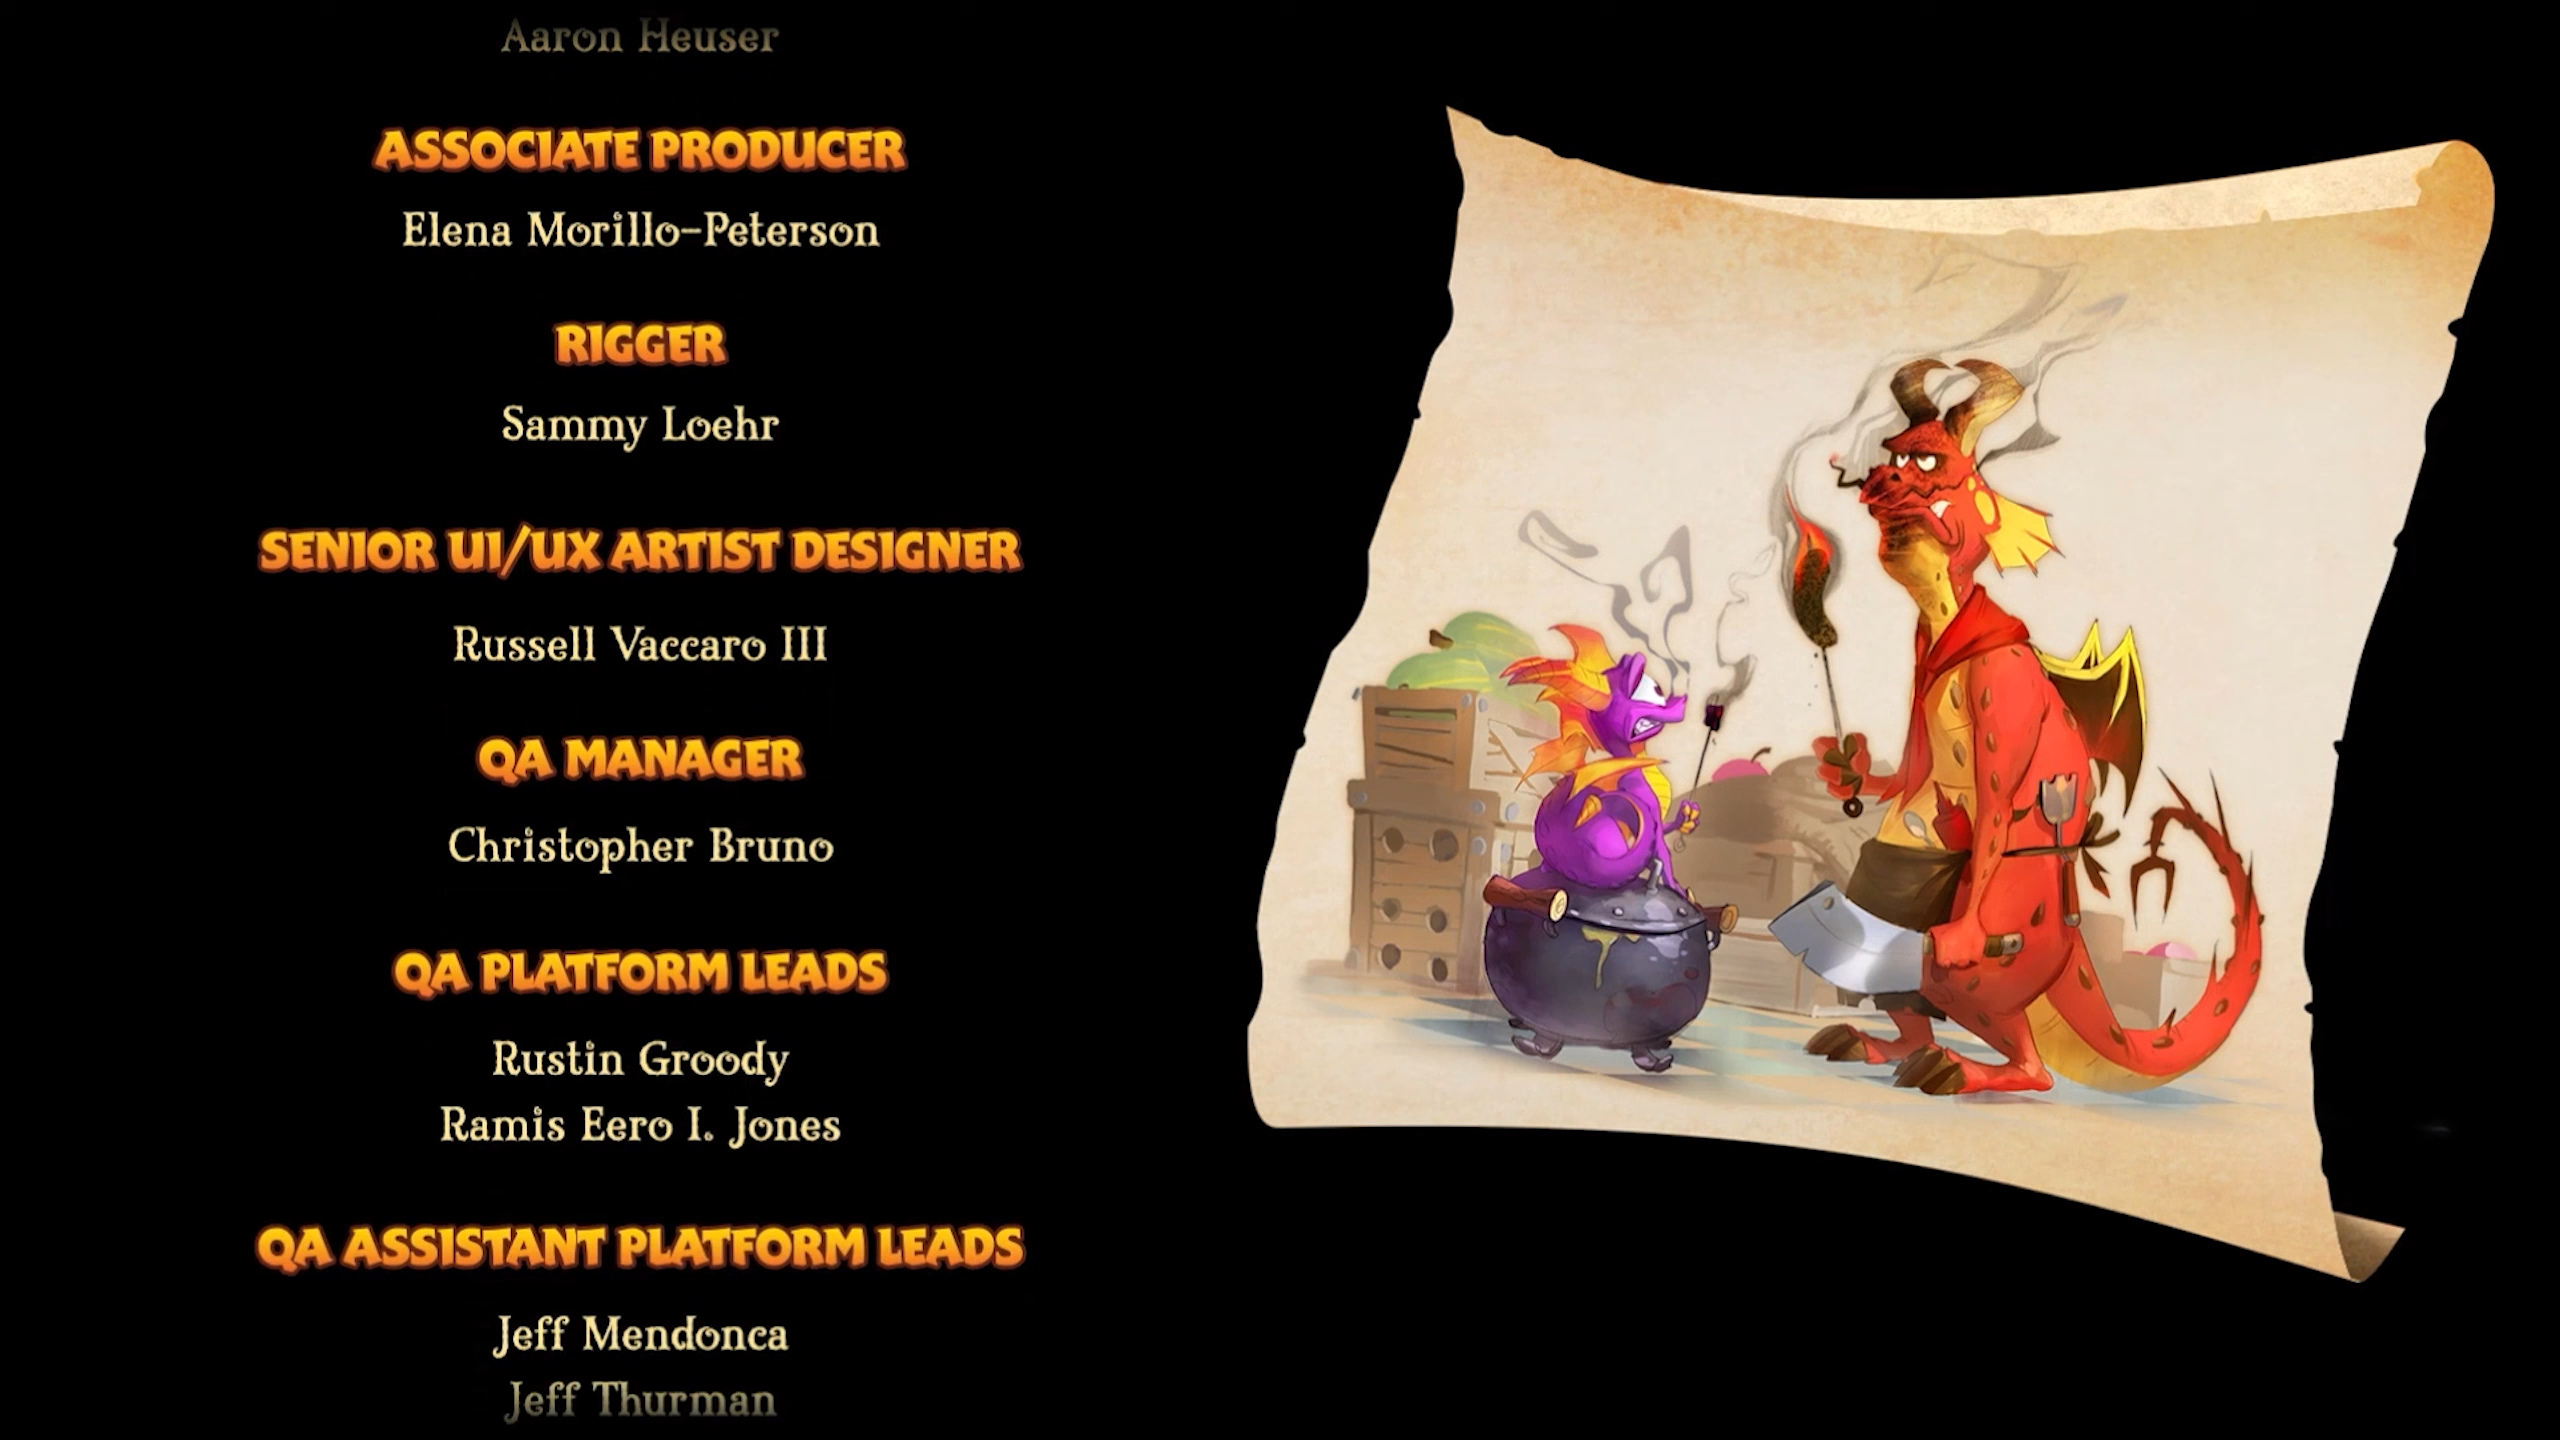 Aaron Heuser
ASSOCIATE PRODUCER
Elena Morillo-Peterson
RIGGER
Sammy Loehr
SENIOR UI/UX ARTIST DESIGNER
Russell Vaccaro III
QA MANAGER
Christopher Bruno
QA PLATFORM LEADS
Rustin Groody
Ramis Eero I. Jones
QA ASSISTANT PLATFORM LEADS
Jeff Mendonca
Jeff Thurman